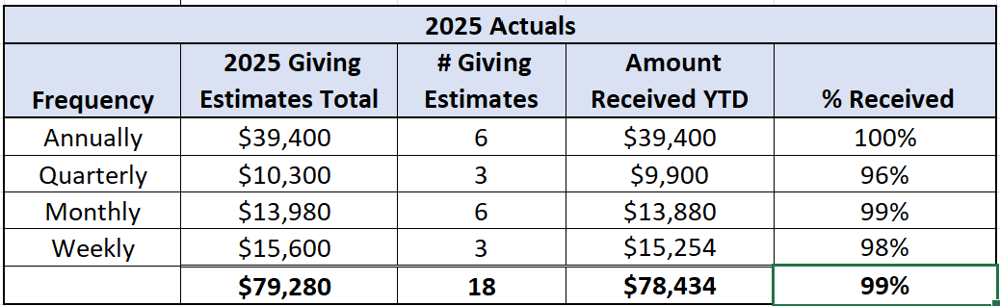 2025 Actuals
Frequency 2025 Giving Estimates Total # Giving Estimates Amount Received YTD % Received
Annually $39,400 6 $39,400 100%
Quarterly $10,300 3 $9,900 96%
Monthly $13,980 6 $13,880 99%
Weekly $15,600 3 $15,254 98%
$79,280 18 $78,434 99%